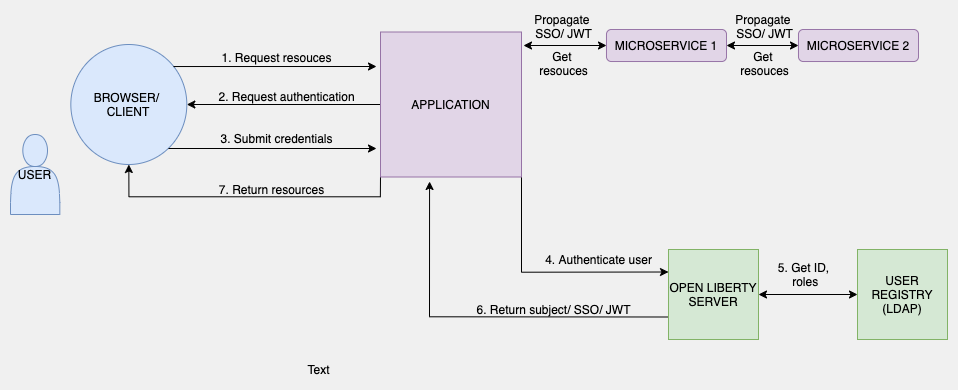 Propagate
SSO/ JWT
Propagate
SSO/ JWT
MICROSERVICE 1
MICROSERVICE 2
Get
resouces
Get
resouces
1. Request resouces
BROWSER/
CLIENT
2. Request authentication
APPLICATION
3. Submit credentials
USER
7. Return resources
4. Authenticate user
5. Get ID,
roles
OPEN LIBERTY
SERVER
USER
REGISTRY
(LDAP)
6. Return subject/ SSO/ JWT
Text